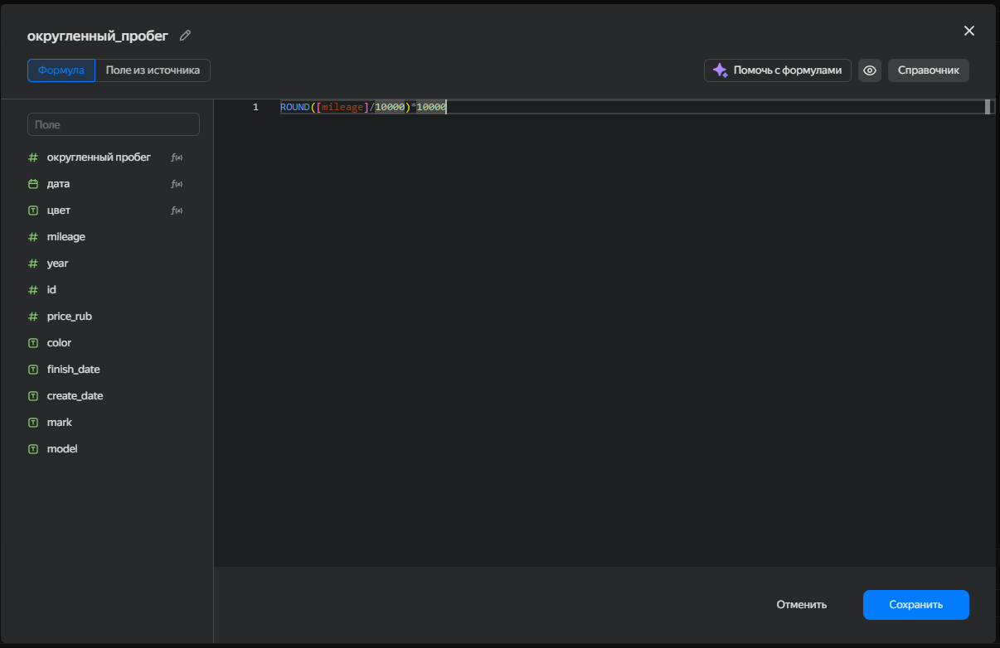 округленный_пробег
Формула Поле из источника Помочь с формулами Справочник
1 ROUND([mileage]/10000)*10000
Поле
# округленный пробег f(x)
дата f(x)
T цвет f(x)
# mileage
# year
# id
# price_rub
T color
T finish_date
T create_date
T mark
T model
Отменить Сохранить